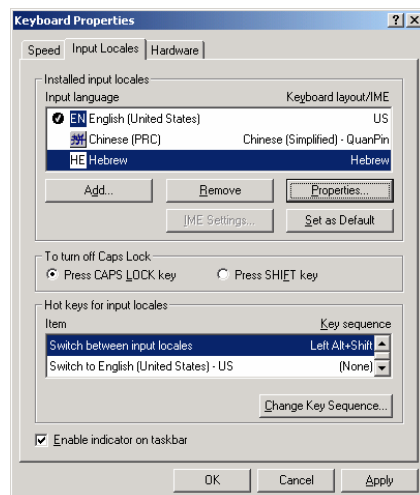 Keyboard Properties
Speed Input Locales Hardware
Installed input locales
Input language Keyboard layout/IME
EN English (United States) US
Chinese (PRC) Chinese (Simplified) - QuanPin
HE Hebrew Hebrew
Add... Remove Properties...
IME Settings... Set as Default
To turn off Caps Lock
Press CAPS LOCK key Press SHIFT key
Hot keys for input locales
Item Key sequence
Switch between input locales Left Alt+Shift
Switch to English (United States) - US (None)
Change Key Sequence...
Enable indicator on taskbar
OK Cancel Apply